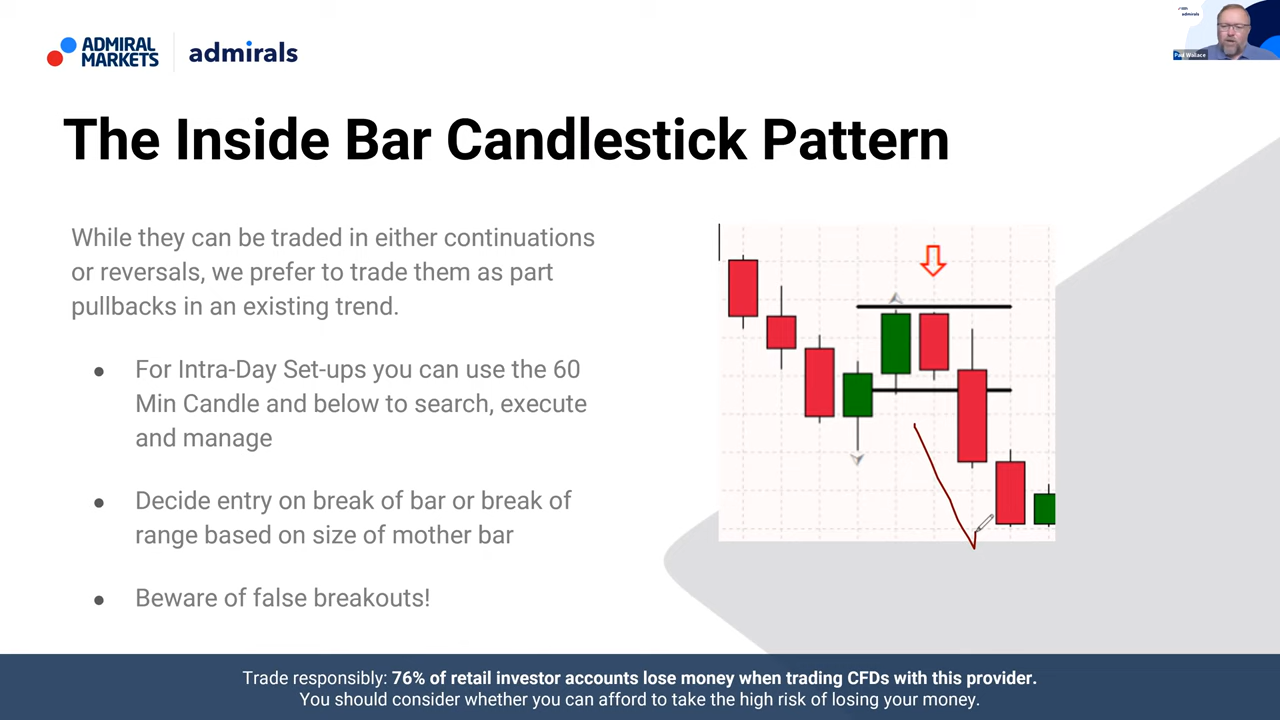 ADMIRAL
MARKETS
admirals
admirals
Paul Wallace
The Inside Bar Candlestick Pattern
While they can be traded in either continuations
or reversals, we prefer to trade them as part
pullbacks in an existing trend.
● For Intra-Day Set-ups you can use the 60
Min Candle and below to search, execute
and manage
● Decide entry on break of bar or break of
range based on size of mother bar
● Beware of false breakouts!
Trade responsibly: 76% of retail investor accounts lose money when trading CFDs with this provider.
You should consider whether you can afford to take the high risk of losing your money.